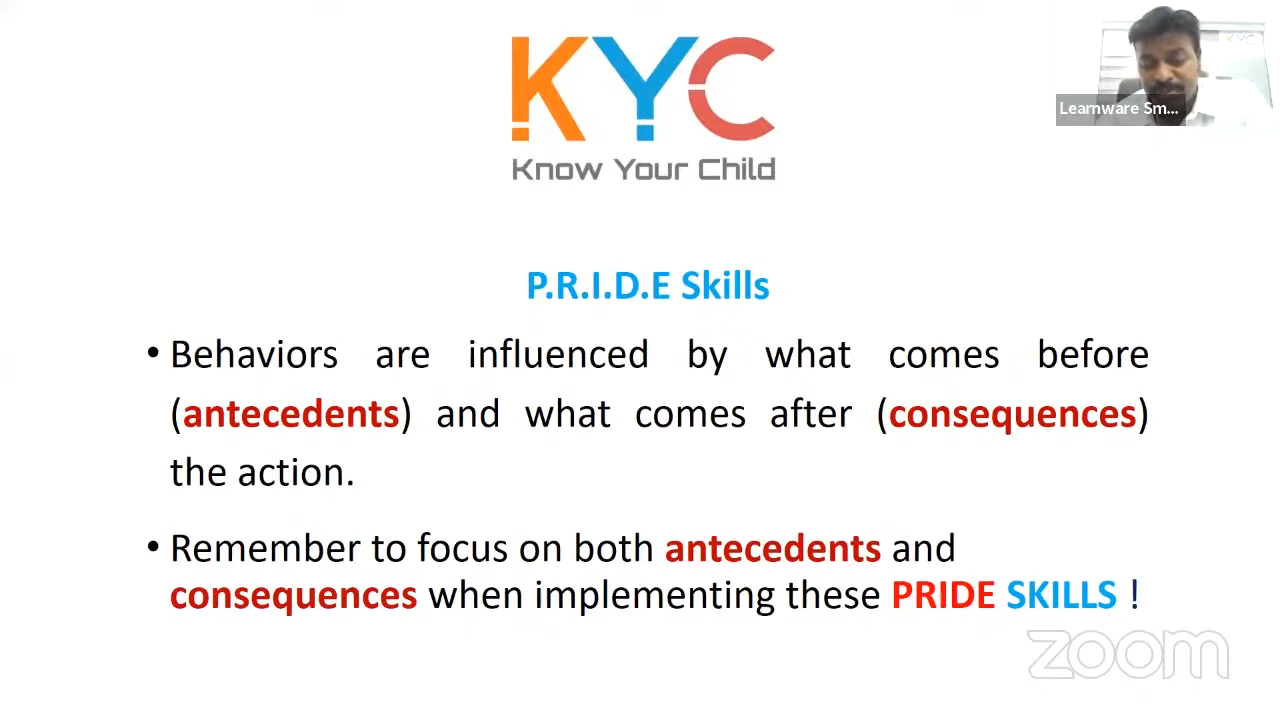 KYC
Know Your Child
KYC
Learnware Sm...
P.R.I.D.E Skills
• Behaviors are influenced by what comes before
(antecedents) and what comes after (consequences)
the action.
• Remember to focus on both antecedents and
consequences when implementing these PRIDE SKILLS !
zoom